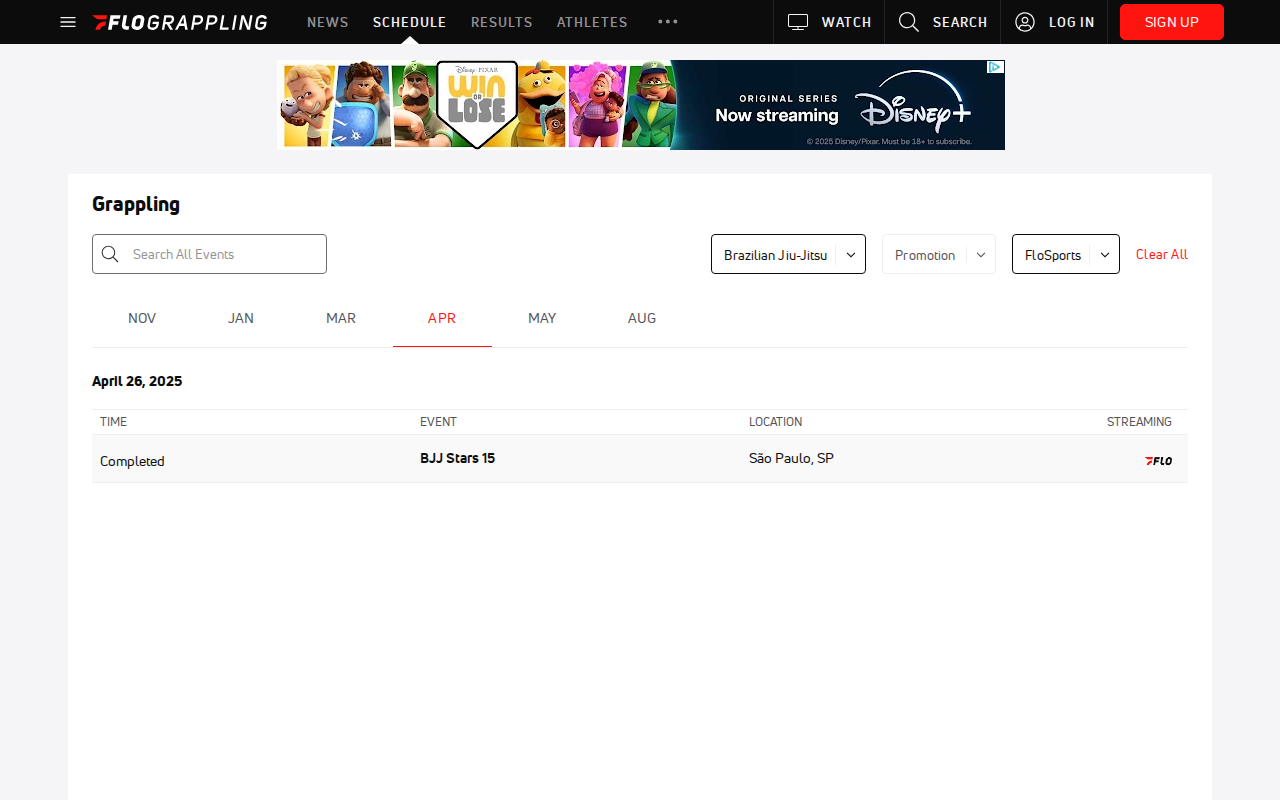 FLOGRAPPLING NEWS SCHEDULE RESULTS ATHLETES WATCH SEARCH LOG IN SIGN UP
Disney PIXAR
WIN OR LOSE
ORIGINAL SERIES
Now streaming
Disney+
© 2025 Disney/Pixar. Must be 18+ to subscribe.
Grappling
Search All Events Brazilian Jiu-Jitsu Promotion FloSports Clear All
NOV JAN MAR APR MAY AUG
April 26, 2025
TIME EVENT LOCATION STREAMING
Completed BJJ Stars 15 São Paulo, SP FLO